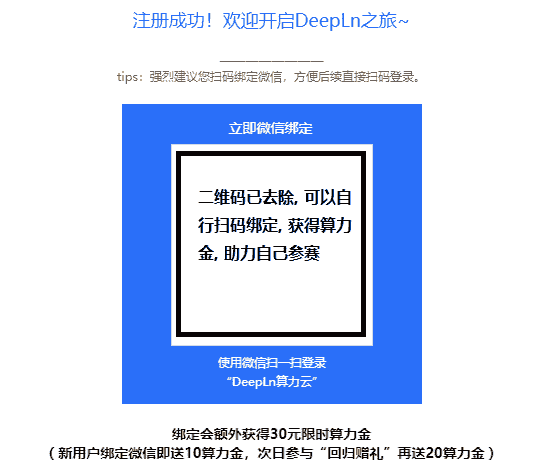 注册成功！欢迎开启DeepLn之旅~
tips：强烈建议您扫码绑定微信，方便后续直接扫码登录。
立即微信绑定
二维码已去除, 可以自
行扫码绑定, 获得算力
金, 助力自己参赛
使用微信扫一扫登录
“DeepLn算力云”
绑定会额外获得30元限时算力金
（新用户绑定微信即送10算力金，次日参与“回归赠礼”再送20算力金）